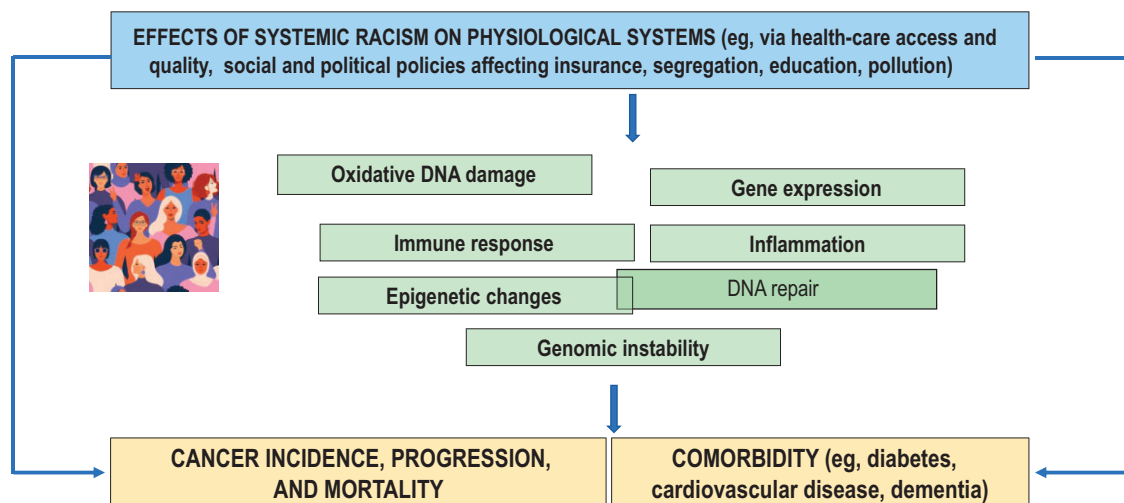 EFFECTS OF SYSTEMIC RACISM ON PHYSIOLOGICAL SYSTEMS (eg, via health-care access and
quality, social and political policies affecting insurance, segregation, education, pollution)
Oxidative DNA damage
Gene expression
Immune response
Inflammation
Epigenetic changes
DNA repair
Genomic instability
CANCER INCIDENCE, PROGRESSION,
AND MORTALITY
COMORBIDITY (eg, diabetes,
cardiovascular disease, dementia)